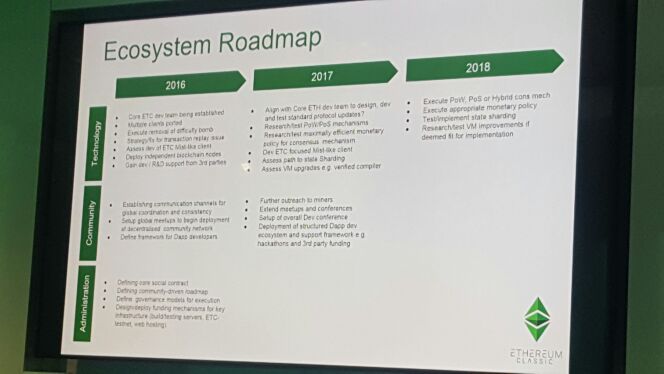 Ecosystem Roadmap
2016
2017
2018
Technology
Core ETC dev team being established
Multiple clients ported
Execute removal of difficulty bomb
Strategy/fix for transaction replay issue
Assess dev of ETC Mist-like client
Deploy independent blockchain nodes
Gain dev / R&D support from 3rd parties
Align with Core ETH dev team to design, dev
and test standard protocol updates?
Research/test PoW/PoS mechanisms
Research/test maximally efficient monetary
policy for consensus mechanism
Dev ETC focused Mist-like client
Assess path to state Sharding
Assess VM upgrades e.g. verified compiler
Execute PoW, PoS or Hybrid cons mech
Execute appropriate monetary policy
Test/implement state sharding
Research/test VM improvements if
deemed fit for implementation
Community
Establishing communication channels for
global coordination and consistency
Setup global meetups to begin deployment
of decentralised community network
Define framework for Dapp developers
Further outreach to miners
Extend meetups and conferences
Setup of overall Dev conference
Deployment of structured Dapp dev
ecosystem and support framework e.g.
hackathons and 3rd party funding
Administration
Defining core social contract
Defining community-driven roadmap
Define governance models for execution
Design/deploy funding mechanisms for key
infrastructure (build/testing servers, ETC-
testnet, web hosting).
ETHEREUM
CLASSIC